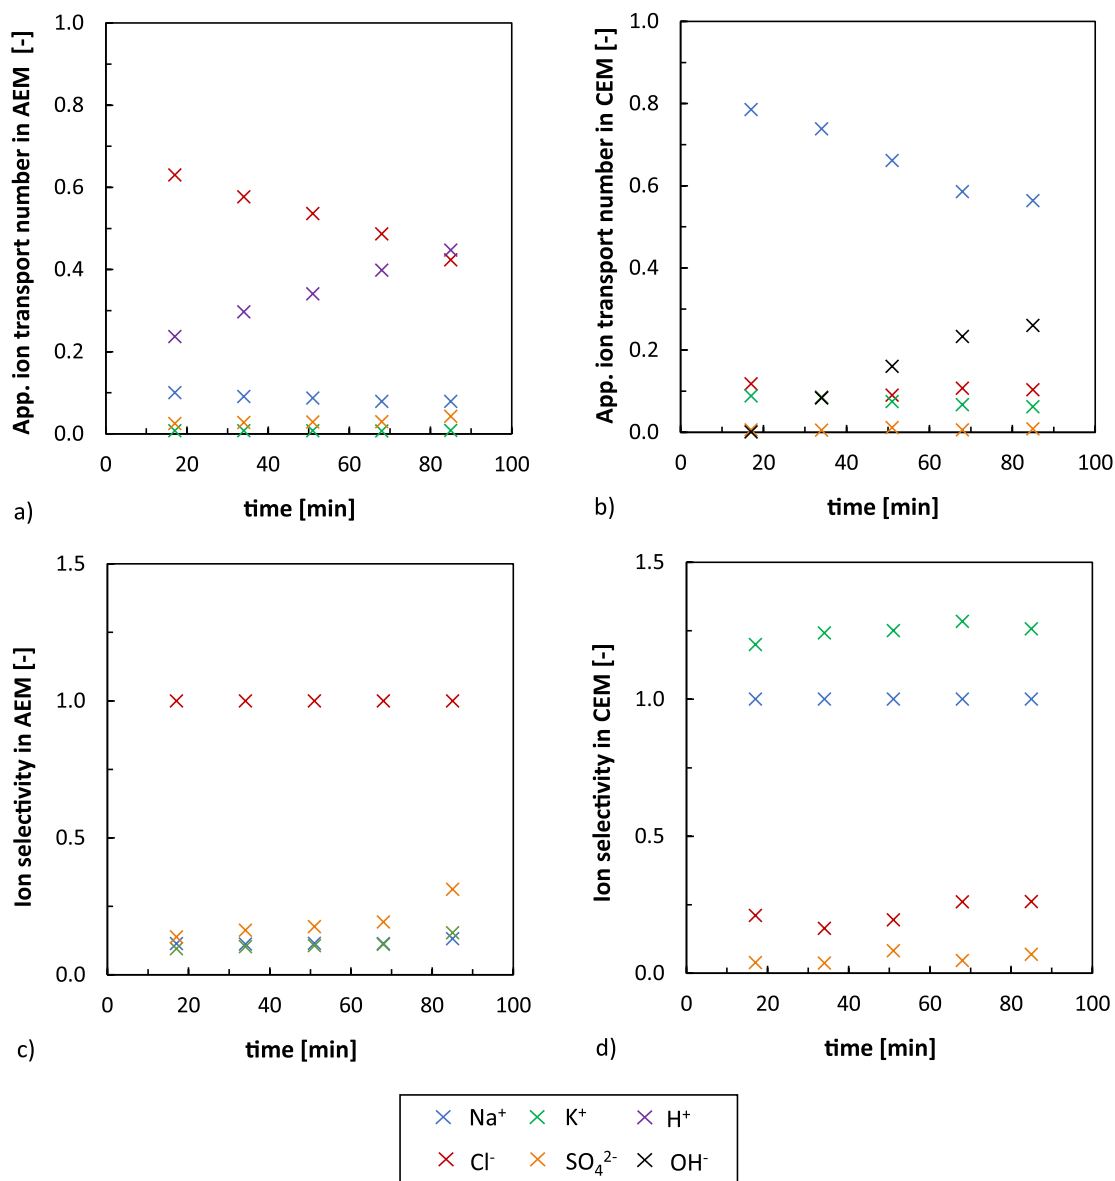 App. ion transport number in AEM [-]
1.0
0.8
0.6
0.4
0.2
0.0
0 20 40 60 80 100
time [min]
a)
App. ion transport number in CEM [-]
1.0
0.8
0.6
0.4
0.2
0.0
0 20 40 60 80 100
time [min]
b)
Ion selectivity in AEM [-]
1.5
1.0
0.5
0.0
0 20 40 60 80 100
time [min]
c)
Ion selectivity in CEM [-]
1.5
1.0
0.5
0.0
0 20 40 60 80 100
time [min]
d)
Na⁺ K⁺ H⁺
Cl⁻ SO₄²⁻ OH⁻